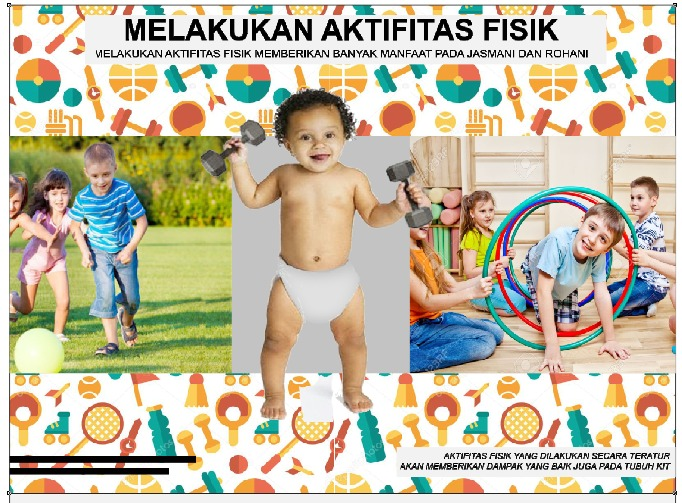 MELAKUKAN AKTIFITAS FISIK
MELAKUKAN AKTIFITAS FISIK MEMBERIKAN BANYAK MANFAAT PADA JASMANI DAN ROHANI
AKTIFITAS FISIK YANG DILAKUKAN SEGARA TERATUR
AKAN MEMBERIKAN DAMPAK YANG BAIK JUGA PADA TUBUH KIT